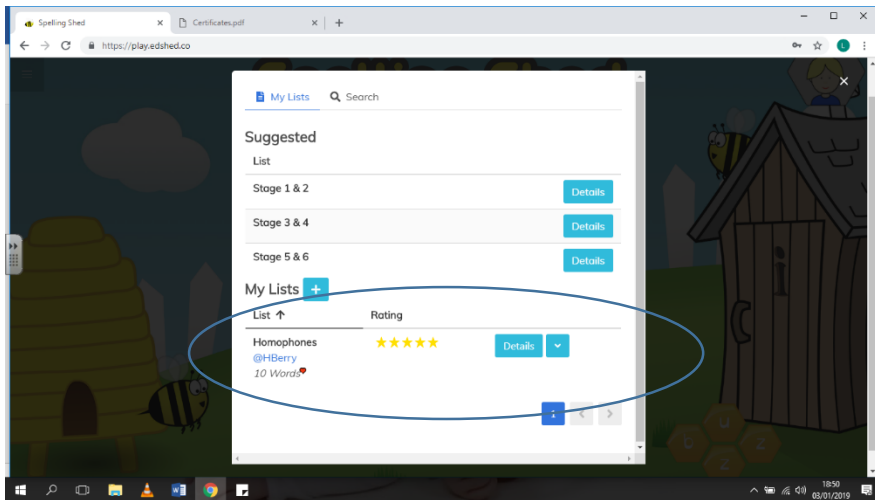 Spelling Shed
Certificates.pdf
https://play.edshed.co
L
My Lists Search
Suggested
List
Stage 1 & 2 Details
Stage 3 & 4 Details
Stage 5 & 6 Details
My Lists +
List ↑ Rating
Homophones
@HBerry
10 Words
Details
1 < >
i
U
t
Z
Z
18:50
03/01/2019